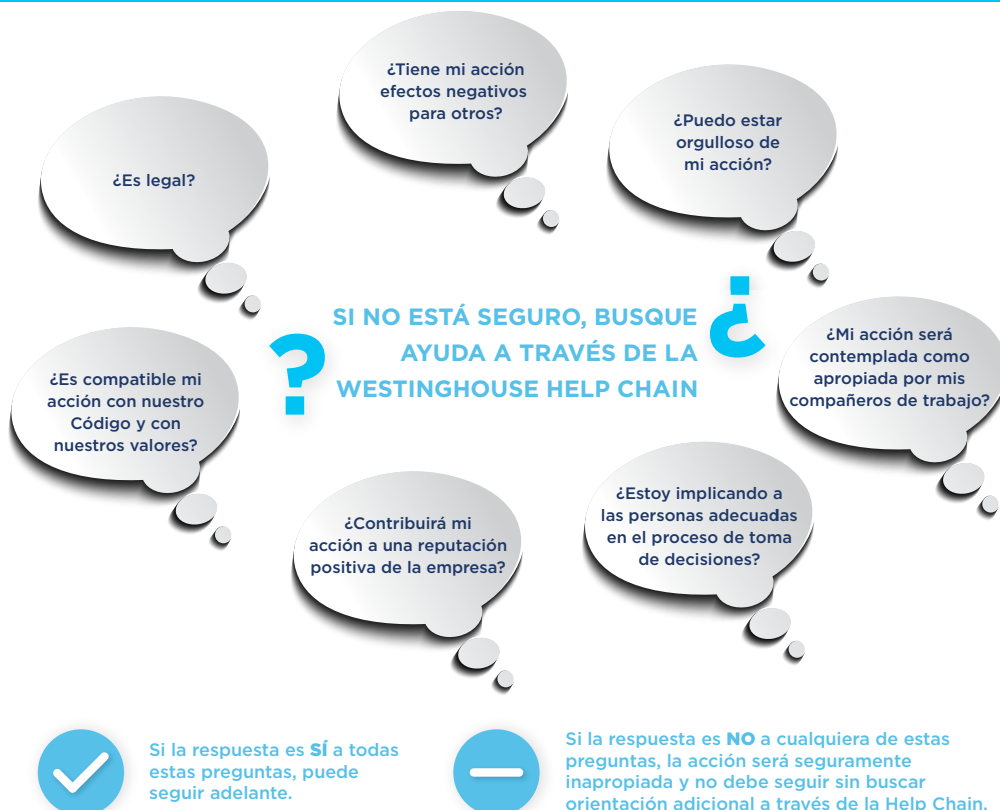 ¿Tiene mi acción
efectos negativos
para otros?
¿Puedo estar
orgulloso de
mi acción?
¿Es legal?
SI NO ESTÁ SEGURO, BUSQUE
AYUDA A TRAVÉS DE LA
WESTINGHOUSE HELP CHAIN
?
¿
¿Mi acción será
contemplada como
apropiada por mis
compañeros de trabajo?
¿Es compatible mi
acción con nuestro
Código y con
nuestros valores?
¿Estoy implicando a
las personas adecuadas
en el proceso de toma
de decisiones?
¿Contribuirá mi
acción a una reputación
positiva de la empresa?
Si la respuesta es SÍ a todas
estas preguntas, puede
seguir adelante.
Si la respuesta es NO a cualquiera de estas
preguntas, la acción será seguramente
inapropiada y no debe seguir sin buscar
orientación adicional a través de la Help Chain.